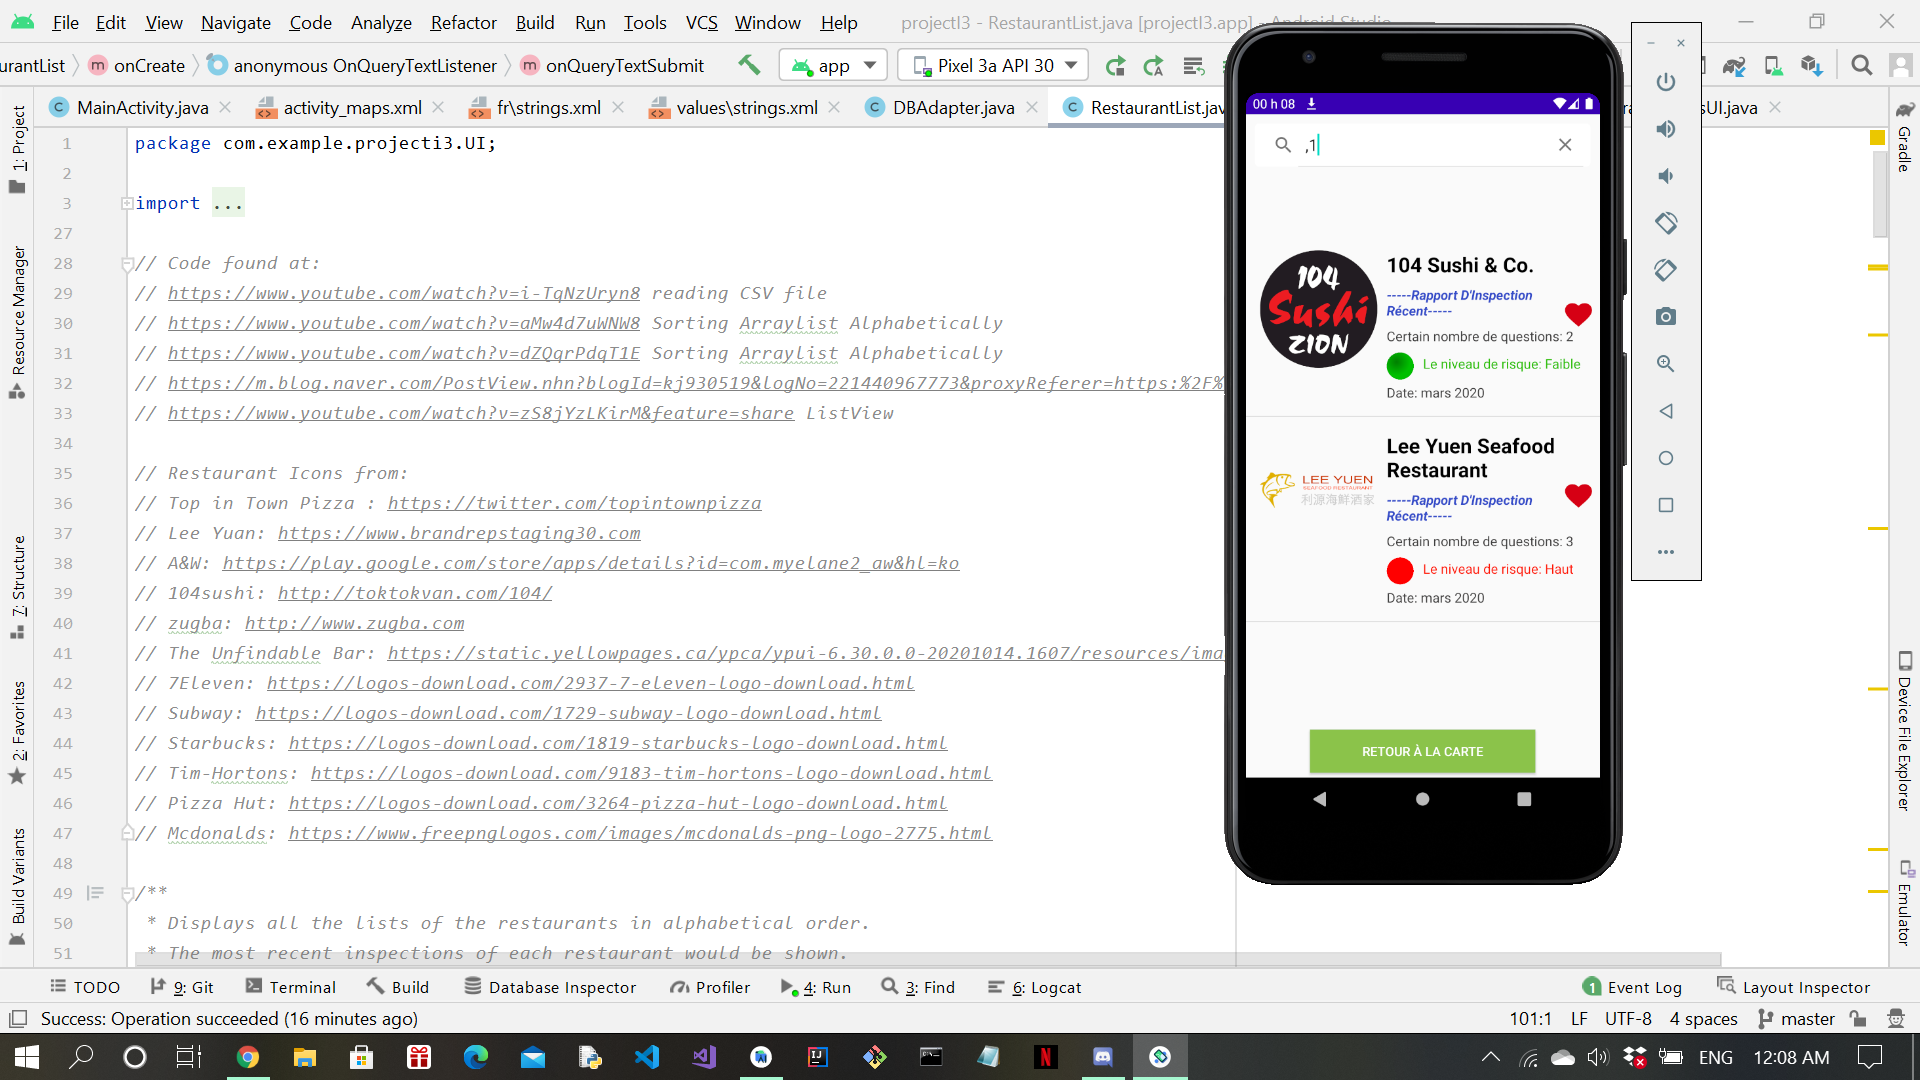 File Edit View Navigate Code Analyze Refactor Build Run Tools VCS Window Help projectI3 - RestaurantList.java [projectI3.app] - Android Studio
urantList onCreate anonymous OnQueryTextListener onQueryTextSubmit app Pixel 3a API 30
MainActivity.java activity_maps.xml fr\strings.xml values\strings.xml DBAdapter.java RestaurantList.jav sUI.java
1: Project
Resource Manager
7: Structure
2: Favorites
Build Variants
1 package com.example.projecti3.UI;
2
3 import ...
27
28 // Code found at:
29 // https://www.youtube.com/watch?v=i-TqNzUryn8 reading CSV file
30 // https://www.youtube.com/watch?v=aMw4d7uWNW8 Sorting Arraylist Alphabetically
31 // https://www.youtube.com/watch?v=dZQqrPdqT1E Sorting Arraylist Alphabetically
32 // https://m.blog.naver.com/PostView.nhn?blogId=kj930519&logNo=221440967773&proxyReferer=https:%2F%
33 // https://www.youtube.com/watch?v=zS8jYzLKirM&feature=share ListView
34
35 // Restaurant Icons from:
36 // Top in Town Pizza : https://twitter.com/topintownpizza
37 // Lee Yuan: https://www.brandrepstaging30.com
38 // A&W: https://play.google.com/store/apps/details?id=com.myelane2_aw&hl=ko
39 // 104sushi: http://toktokvan.com/104/
40 // zugba: http://www.zugba.com
41 // The Unfindable Bar: https://static.yellowpages.ca/ypca/ypui-6.30.0.0-20201014.1607/resources/ima
42 // 7Eleven: https://logos-download.com/2937-7-eleven-logo-download.html
43 // Subway: https://logos-download.com/1729-subway-logo-download.html
44 // Starbucks: https://logos-download.com/1819-starbucks-logo-download.html
45 // Tim-Hortons: https://logos-download.com/9183-tim-hortons-logo-download.html
46 // Pizza Hut: https://logos-download.com/3264-pizza-hut-logo-download.html
47 // Mcdonalds: https://www.freepnglogos.com/images/mcdonalds-png-logo-2775.html
48
49 /**
50 * Displays all the lists of the restaurants in alphabetical order.
51 * The most recent inspections of each restaurant would be shown.
00 h 08
,1
104
Sushi
ZION
104 Sushi & Co.
-----Rapport D'Inspection
Récent-----
Certain nombre de questions: 2
Le niveau de risque: Faible
Date: mars 2020
LEE YUEN
SEAFOOD RESTAURANT
利源海鮮酒家
Lee Yuen Seafood
Restaurant
-----Rapport D'Inspection
Récent-----
Certain nombre de questions: 3
Le niveau de risque: Haut
Date: mars 2020
RETOUR À LA CARTE
Gradle
Device File Explorer
Emulator
TODO 9: Git Terminal Build Database Inspector Profiler 4: Run 3: Find 6: Logcat 1 Event Log Layout Inspector
Success: Operation succeeded (16 minutes ago) 101:1 LF UTF-8 4 spaces master
ENG 12:08 AM